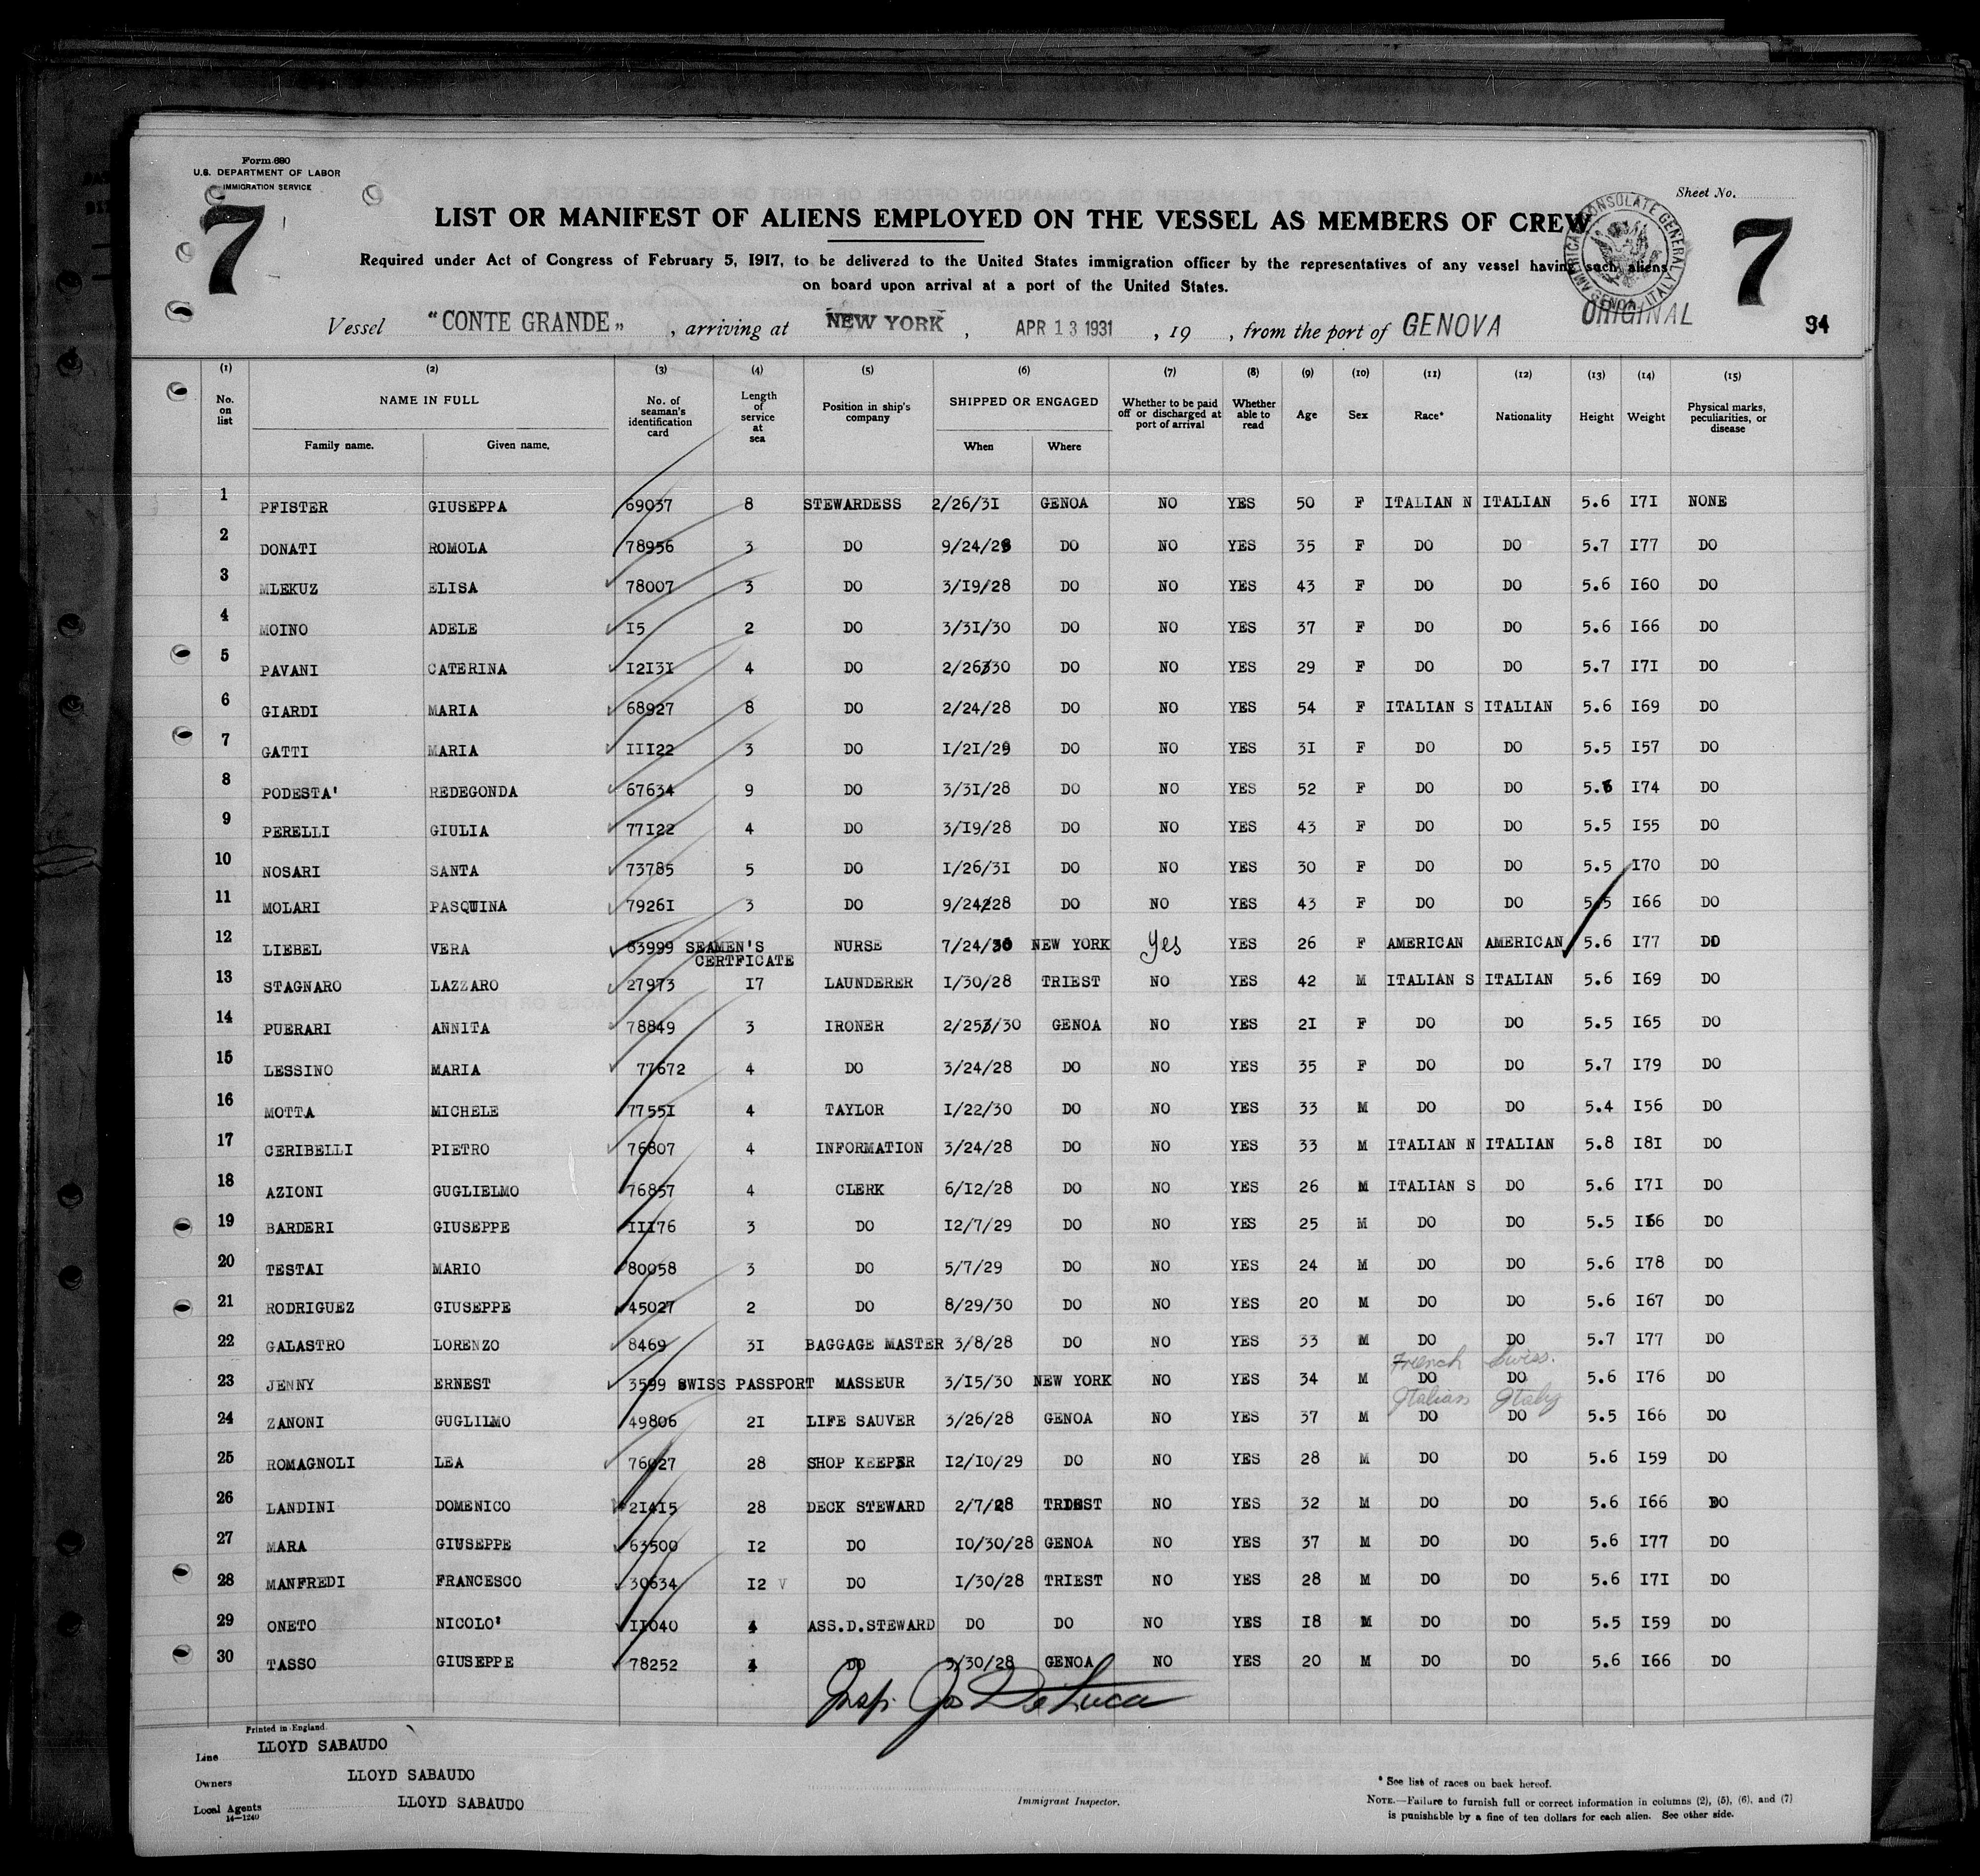 Form 680
U.S. DEPARTMENT OF LABOR
IMMIGRATION SERVICE
Sheet No.
7
7
LIST OR MANIFEST OF ALIENS EMPLOYED ON THE VESSEL AS MEMBERS OF CREW
AMERICAN CONSULATE GENERAL GENOA, ITALY
Required under Act of Congress of February 5, 1917, to be delivered to the United States immigration officer by the representatives of any vessel having such aliens
on board upon arrival at a port of the United States.
ORIGINAL
Vessel "CONTE GRANDE", arriving at NEW YORK, APR 13 1931, 19 , from the port of GENOVA 94
(1) (2) (3) (4) (5) (6) (7) (8) (9) (10) (11) (12) (13) (14) (15)
No. on list NAME IN FULL No. of seaman's identification card Length of service at sea Position in ship's company SHIPPED OR ENGAGED Whether to be paid off or discharged at port of arrival Whether able to read Age Sex Race* Nationality Height Weight Physical marks, peculiarities, or disease
Family name. Given name. When Where
1 PFISTER GIUSEPPA 69037 8 STEWARDESS 2/26/31 GENOA NO YES 50 F ITALIAN N ITALIAN 5.6 171 NONE
2 DONATI ROMOLA 78956 3 DO 9/24/28 DO NO YES 35 F DO DO 5.7 177 DO
3 MLEKUZ ELISA 78007 3 DO 3/19/28 DO NO YES 43 F DO DO 5.6 160 DO
4 MOINO ADELE 15 2 DO 3/31/30 DO NO YES 37 F DO DO 5.6 166 DO
5 PAVANI CATERINA 12131 4 DO 2/26/30 DO NO YES 29 F DO DO 5.7 171 DO
6 GIARDI MARIA 68927 8 DO 2/24/28 DO NO YES 54 F ITALIAN S ITALIAN 5.6 169 DO
7 GATTI MARIA 11122 3 DO 1/21/29 DO NO YES 31 F DO DO 5.5 157 DO
8 PODESTA' REDEGONDA 67634 9 DO 3/31/28 DO NO YES 52 F DO DO 174 DO
9 PERELLI GIULIA 77122 4 DO 3/19/28 DO NO YES 43 F DO DO 5.5 155 DO
10 NOSARI SANTA 73785 5 DO 1/26/31 DO NO YES 30 F DO DO 5.5 170 DO
11 MOLARI PASQUINA 79261 3 DO 9/24/28 DO NO YES 43 F DO DO 5.5 166 DO
12 LIEBEL VERA 83999 SEAMEN'S CERTFICATE NURSE 7/24/30 NEW YORK Yes YES 26 F AMERICAN AMERICAN 5.6 177 DO
13 STAGNARO LAZZARO 27973 17 LAUNDERER 1/30/28 TRIEST NO YES 42 M ITALIAN S ITALIAN 5.6 169 DO
14 PUERARI ANNITA 78849 3 IRONER 2/25/30 GENOA NO YES 21 F DO DO 5.5 165 DO
15 LESSINO MARIA 77672 4 DO 3/24/28 DO NO YES 35 F DO DO 5.7 179 DO
16 MOTTA MICHELE 77551 4 TAYLOR 1/22/30 DO NO YES 33 M DO DO 5.4 156 DO
17 CERIBELLI PIETRO 76807 4 INFORMATION 3/24/28 DO NO YES 33 M ITALIAN N ITALIAN 5.8 181 DO
18 AZIONI GUGLIELMO 76857 4 CLERK 6/12/28 DO NO YES 26 M ITALIAN S DO 5.6 171 DO
19 BARDERI GIUSEPPE 11176 3 DO 12/7/29 DO NO YES 25 M DO DO 5.5 166 DO
20 TESTAI MARIO 80058 3 DO 5/7/29 DO NO YES 24 M DO DO 5.6 178 DO
21 RODRIGUEZ GIUSEPPE 45027 2 DO 8/29/30 DO NO YES 20 M DO DO 5.6 167 DO
22 GALASTRO LORENZO 8469 31 BAGGAGE MASTER 3/8/28 DO NO YES 33 M DO DO 5.7 177 DO
French Swiss.
23 JENNY ERNEST 3599 SWISS PASSPORT MASSEUR 3/15/30 NEW YORK NO YES 34 M DO DO 5.6 176 DO
Italian Italy
24 ZANONI GUGLILMO 49806 21 LIFE SAUVER 3/26/28 GENOA NO YES 37 M DO DO 5.5 166 DO
25 ROMAGNOLI LEA 76027 28 SHOP KEEPER 12/10/29 DO NO YES 28 M DO DO 5.6 159 DO
26 LANDINI DOMENICO 21415 28 DECK STEWARD 2/7/28 TRIEST NO YES 32 M DO DO 5.6 166 DO
27 MARA GIUSEPPE 63500 12 DO 10/30/28 GENOA NO YES 37 M DO DO 5.6 177 DO
28 MANFREDI FRANCESCO 30634 12 V DO 1/30/28 TRIEST NO YES 28 M DO DO 5.6 171 DO
29 ONETO NICOLO' 11040 4 ASS.D.STEWARD DO DO NO YES 18 M DO DO 5.5 159 DO
30 TASSO GIUSEPPE 78252 4 DO 3/30/28 GENOA NO YES 20 M DO DO 5.6 166 DO
Insp. Jos De Luca
Printed in England.
Line LLOYD SABAUDO
Owners LLOYD SABAUDO
Local Agents LLOYD SABAUDO
14-1240
Immigrant Inspector.
* See list of races on back hereof.
NOTE.—Failure to furnish full or correct information in columns (2), (5), (6), and (7)
is punishable by a fine of ten dollars for each alien. See other side.